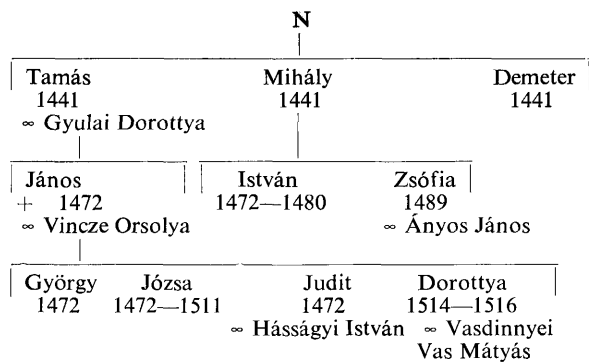 N
Tamás Mihály Demeter
1441 1441 1441
∞ Gyulai Dorottya
János István Zsófia
+ 1472 1472—1480 1489
∞ Vincze Orsolya ∞ Ányos János
György Józsa Judit Dorottya
1472 1472—1511 1472 1514—1516
∞ Hásságyi István ∞ Vasdinnyei
Vas Mátyás